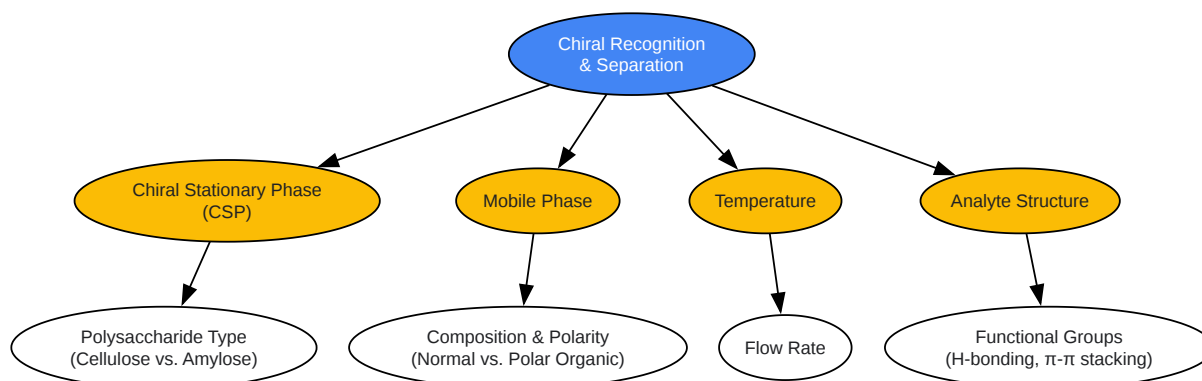 Chiral Recognition
& Separation
Chiral Stationary Phase
(CSP)
Mobile Phase
Temperature
Analyte Structure
Polysaccharide Type
(Cellulose vs. Amylose)
Composition & Polarity
(Normal vs. Polar Organic)
Flow Rate
Functional Groups
(H-bonding, π-π stacking)